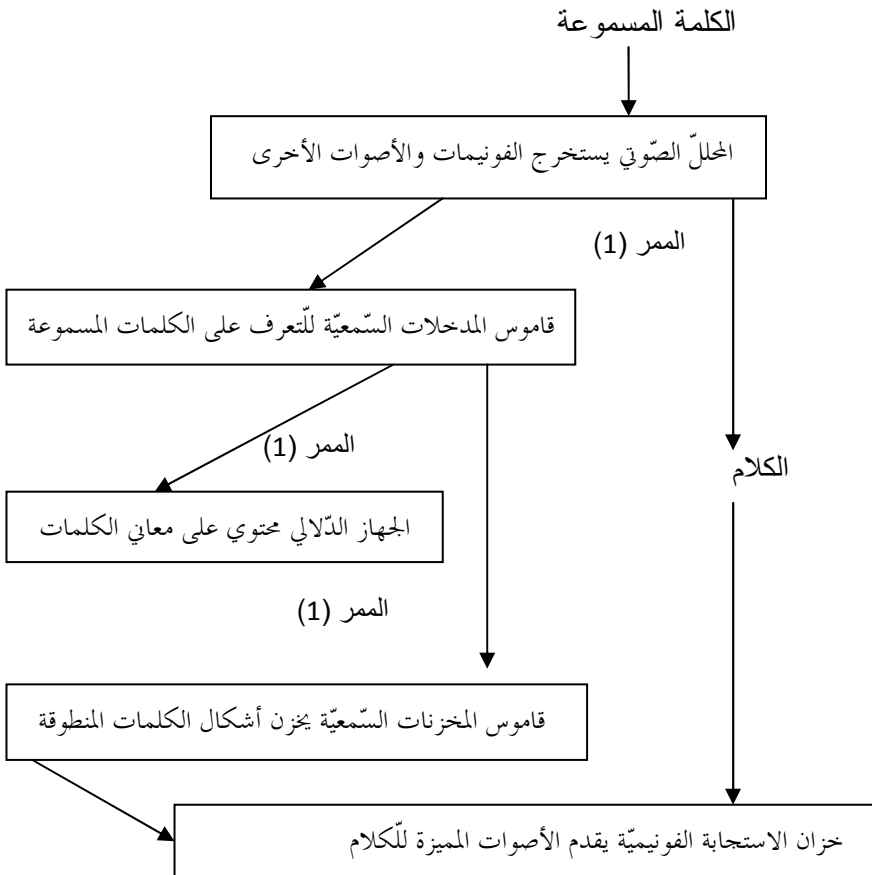 الكلمة المسموعة
المحللّ الصّوتي يستخرج الفونيمات والأصوات الأخرى
الممر (1)
قاموس المدخلات السّمعيّة للّتعرف على الكلمات المسموعة
الممر (1)
الكلام
الجهاز الدّلالي محتوي على معاني الكلمات
الممر (1)
قاموس المخزنات السّمعيّة يخزن أشكال الكلمات المنطوقة
خزان الاستجابة الفونيميّة يقدم الأصوات المميزة للّكلام